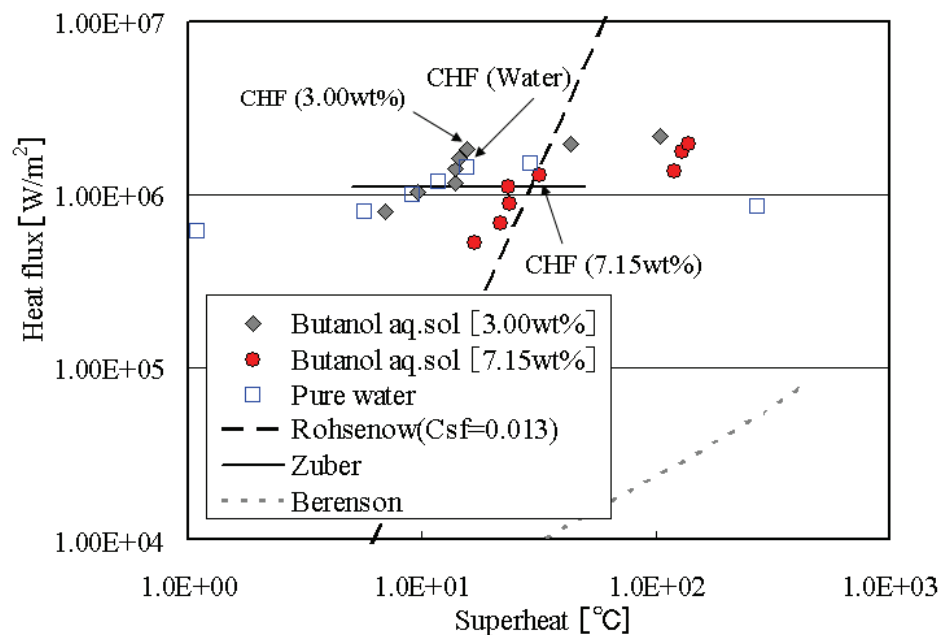 1.00E+07
CHF (Water)
CHF (3.00wt%)
Heat flux [W/m²]
1.00E+06
CHF (7.15wt%)
Butanol aq.sol [3.00wt%]
Butanol aq.sol [7.15wt%]
1.00E+05
Pure water
Rohsenow(Csf=0.013)
Zuber
Berenson
1.00E+04
1.0E+00 1.0E+01 1.0E+02 1.0E+03
Superheat [℃]